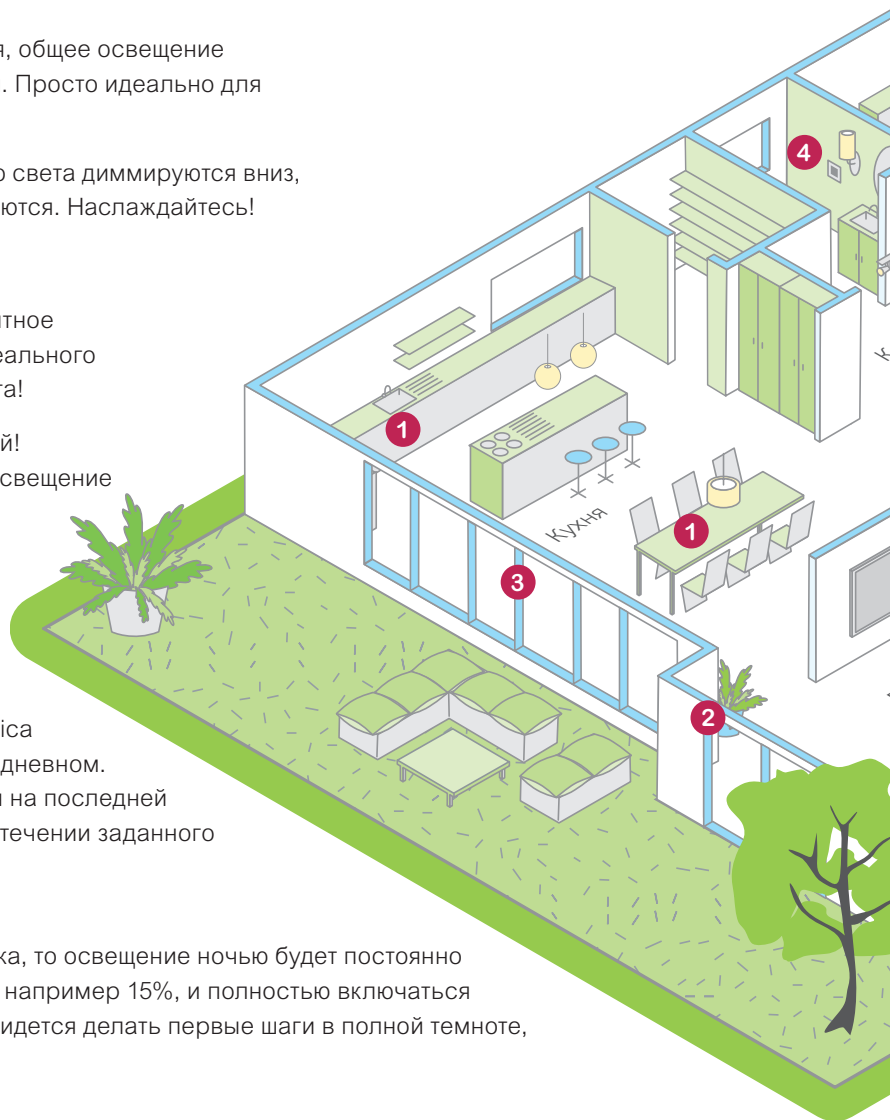 я, общее освещение
. Просто идеально для
о света диммируются вниз,
ются. Наслаждайтесь!
тное
еального
та!
й!
свещение
ica
дневном.
и на последней
течении заданного
ка, то освещение ночью будет постоянно
например 15%, и полностью включаться
идется делать первые шаги в полной темноте,
4
1
Кухня
1
3
2
К